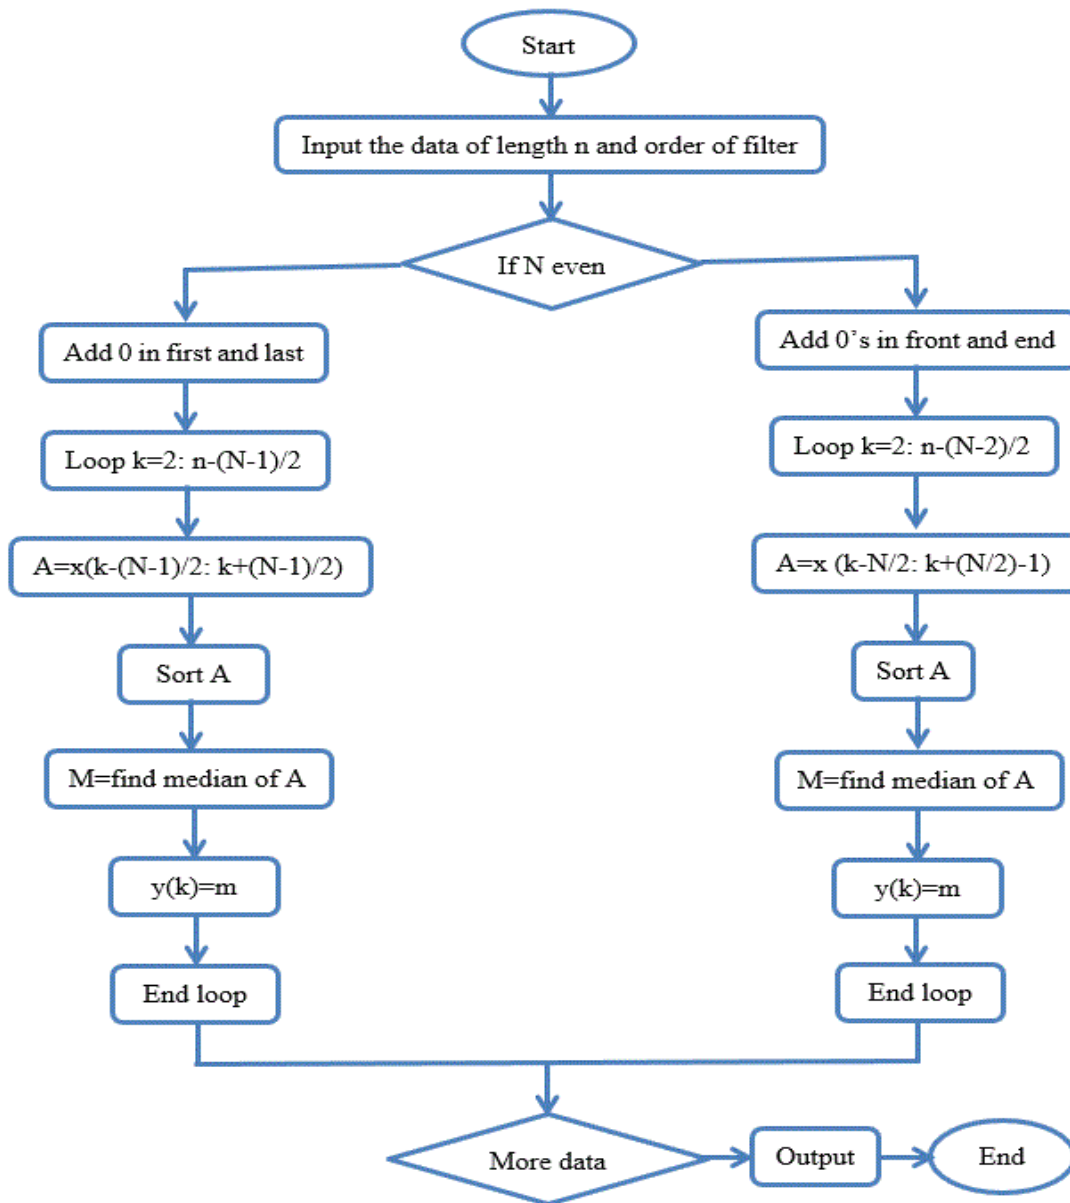 Start
Input the data of length n and order of filter
If N even
Add 0 in first and last
Loop k=2: n-(N-1)/2
A=x(k-(N-1)/2: k+(N-1)/2)
Sort A
M=find median of A
y(k)=m
End loop
Add 0’s in front and end
Loop k=2: n-(N-2)/2
A=x (k-N/2: k+(N/2)-1)
Sort A
M=find median of A
y(k)=m
End loop
More data
Output
End